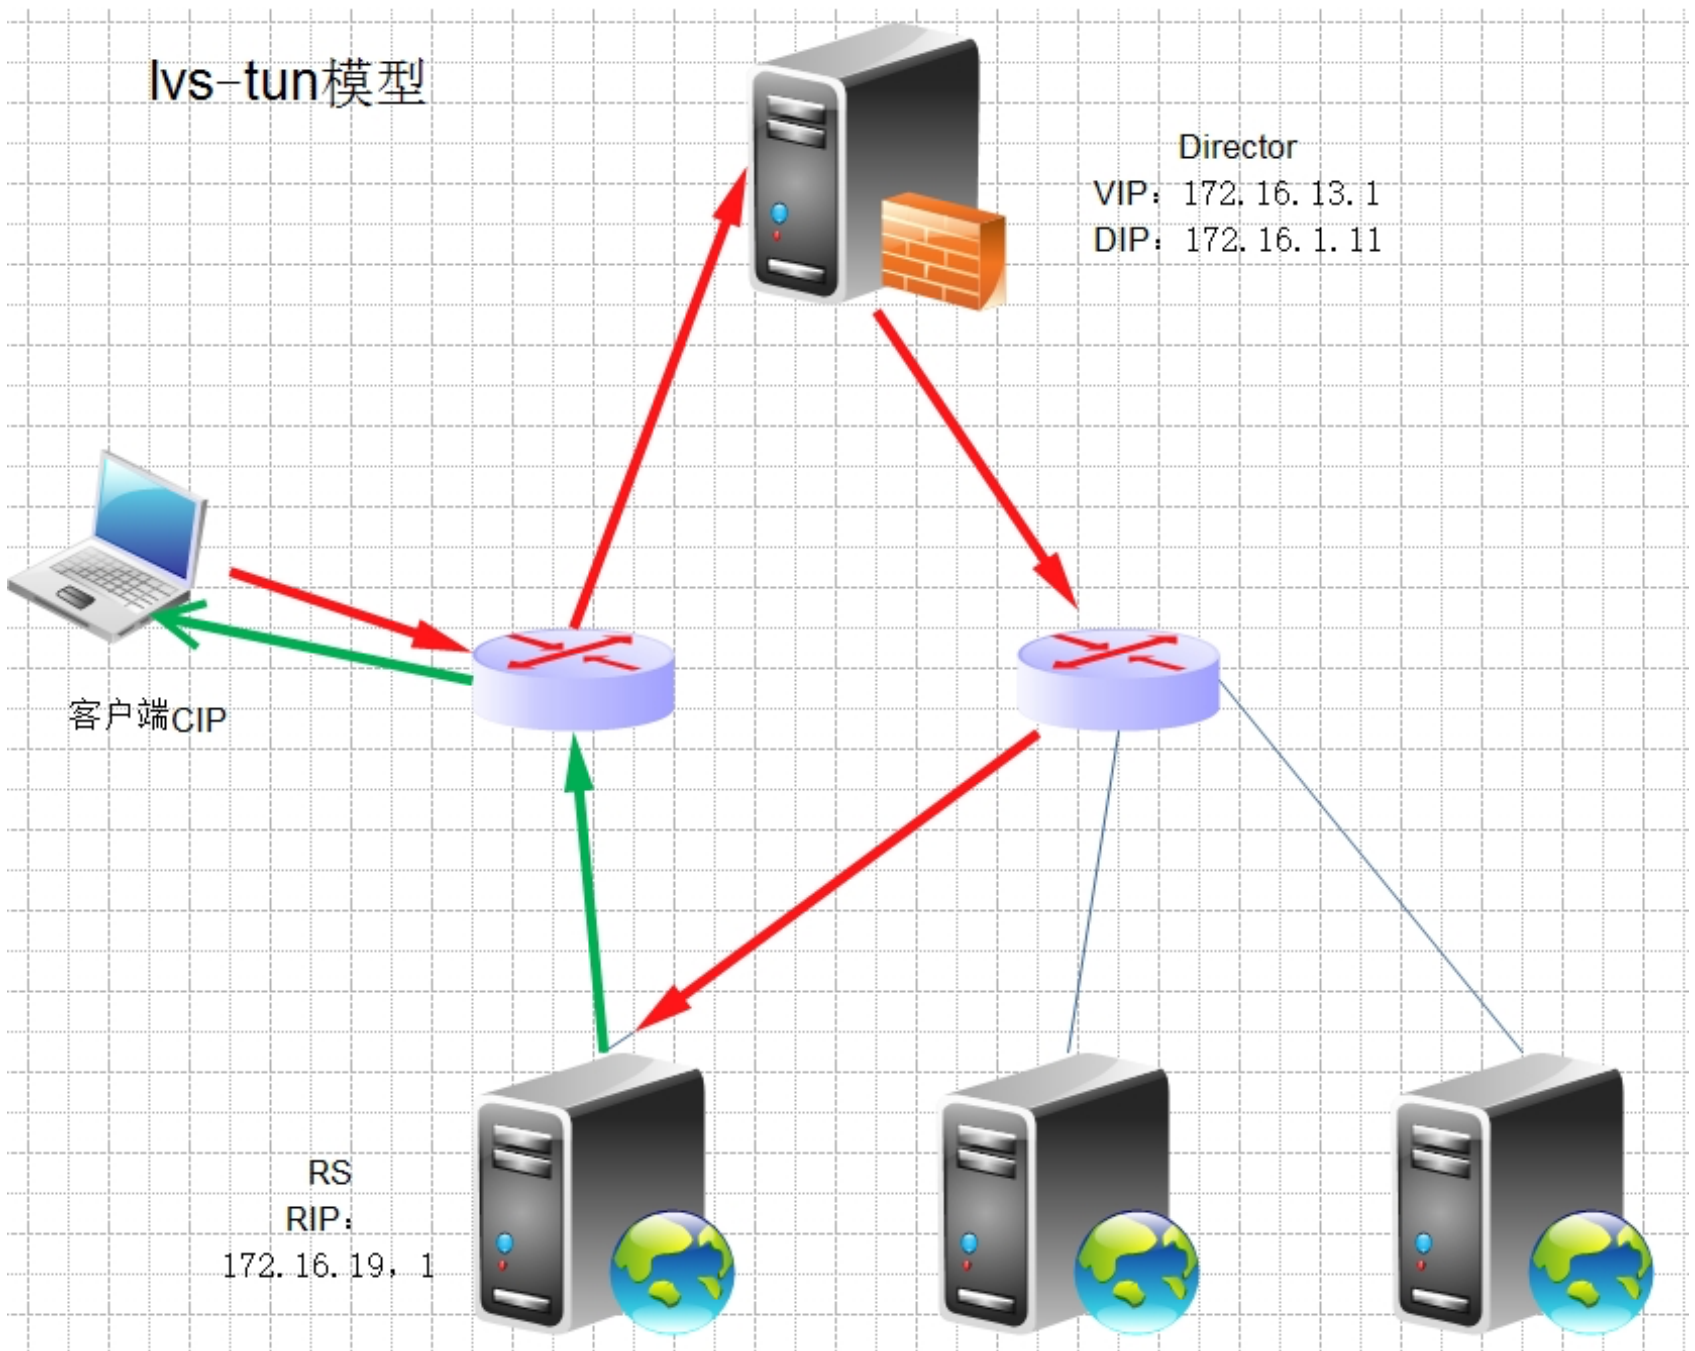 lvs-tun模型
Director
VIP：172.16.13.1
DIP：172.16.1.11
客户端CIP
RS
RIP：
172.16.19，1